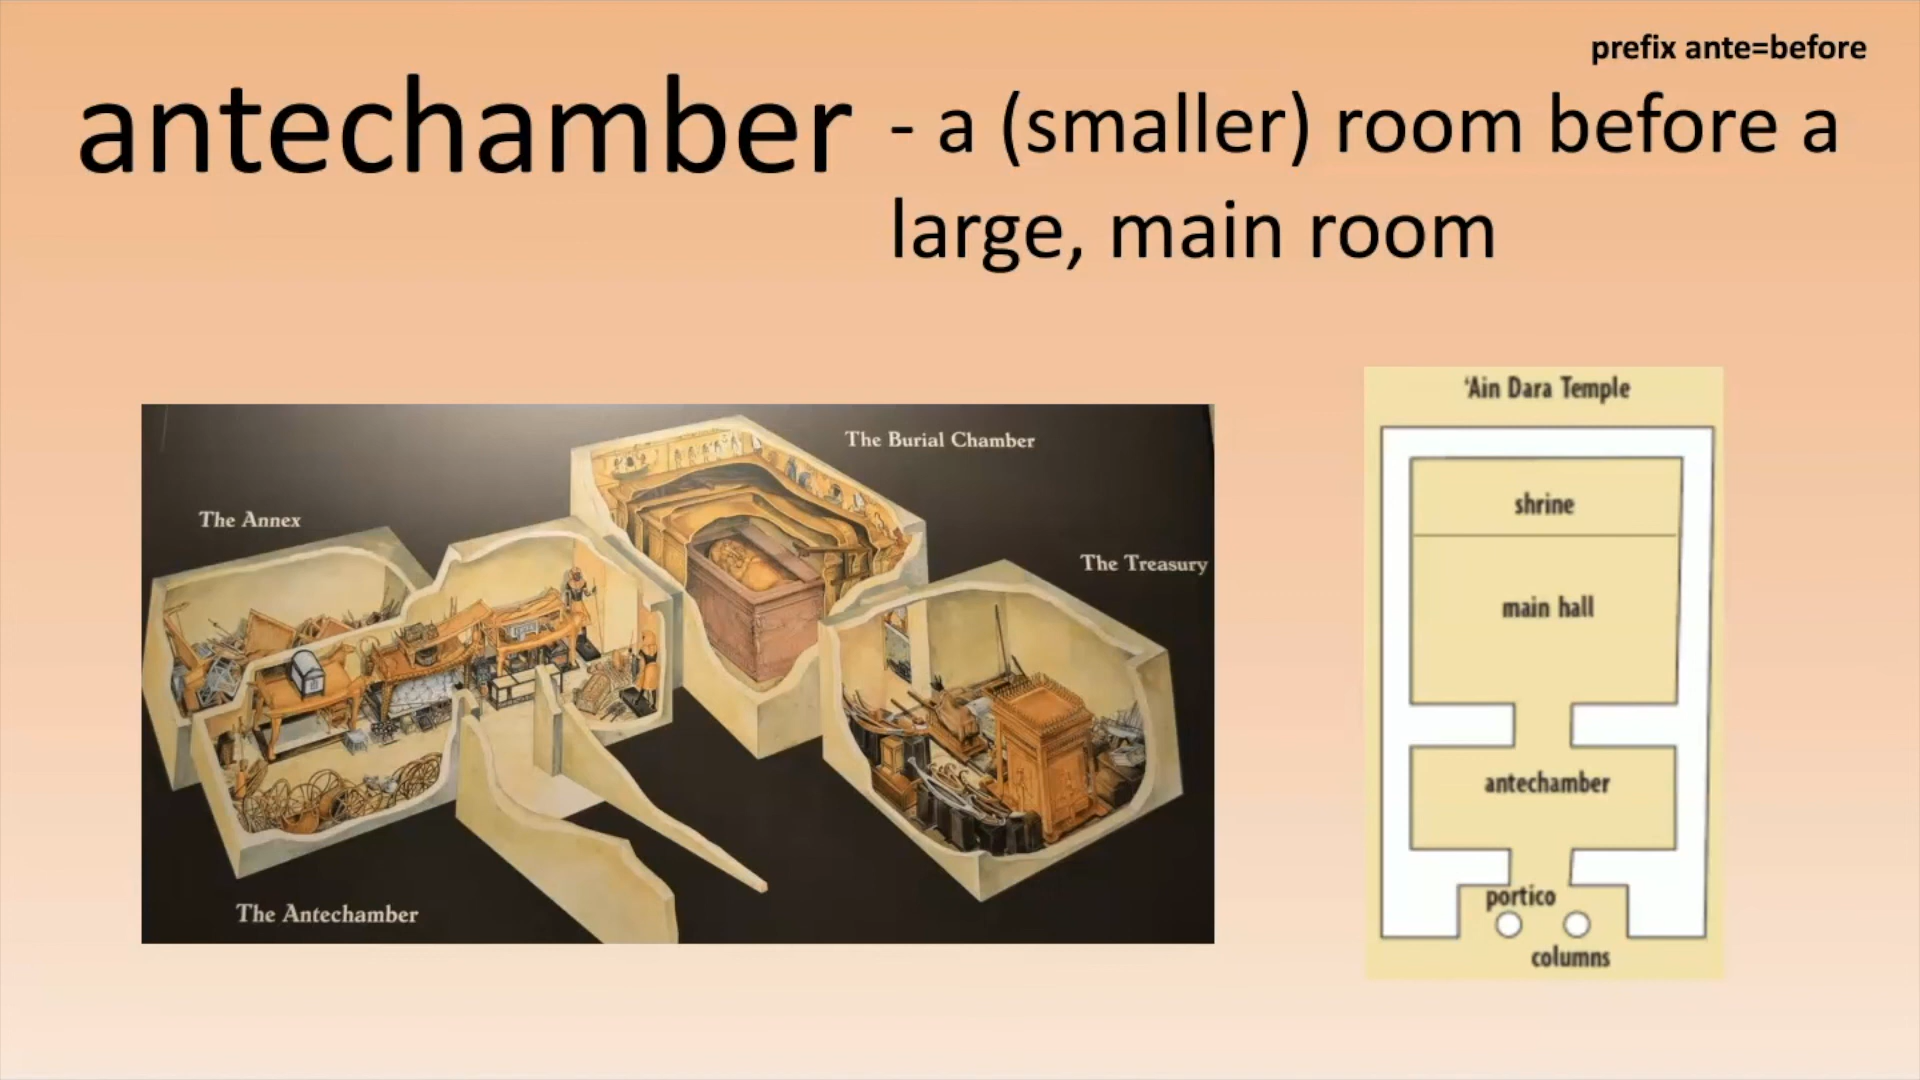 prefix ante=before
antechamber - a (smaller) room before a
large, main room
The Burial Chamber
The Annex
The Treasury
The Antechamber
‘Ain Dara Temple
shrine
main hall
antechamber
portico
columns